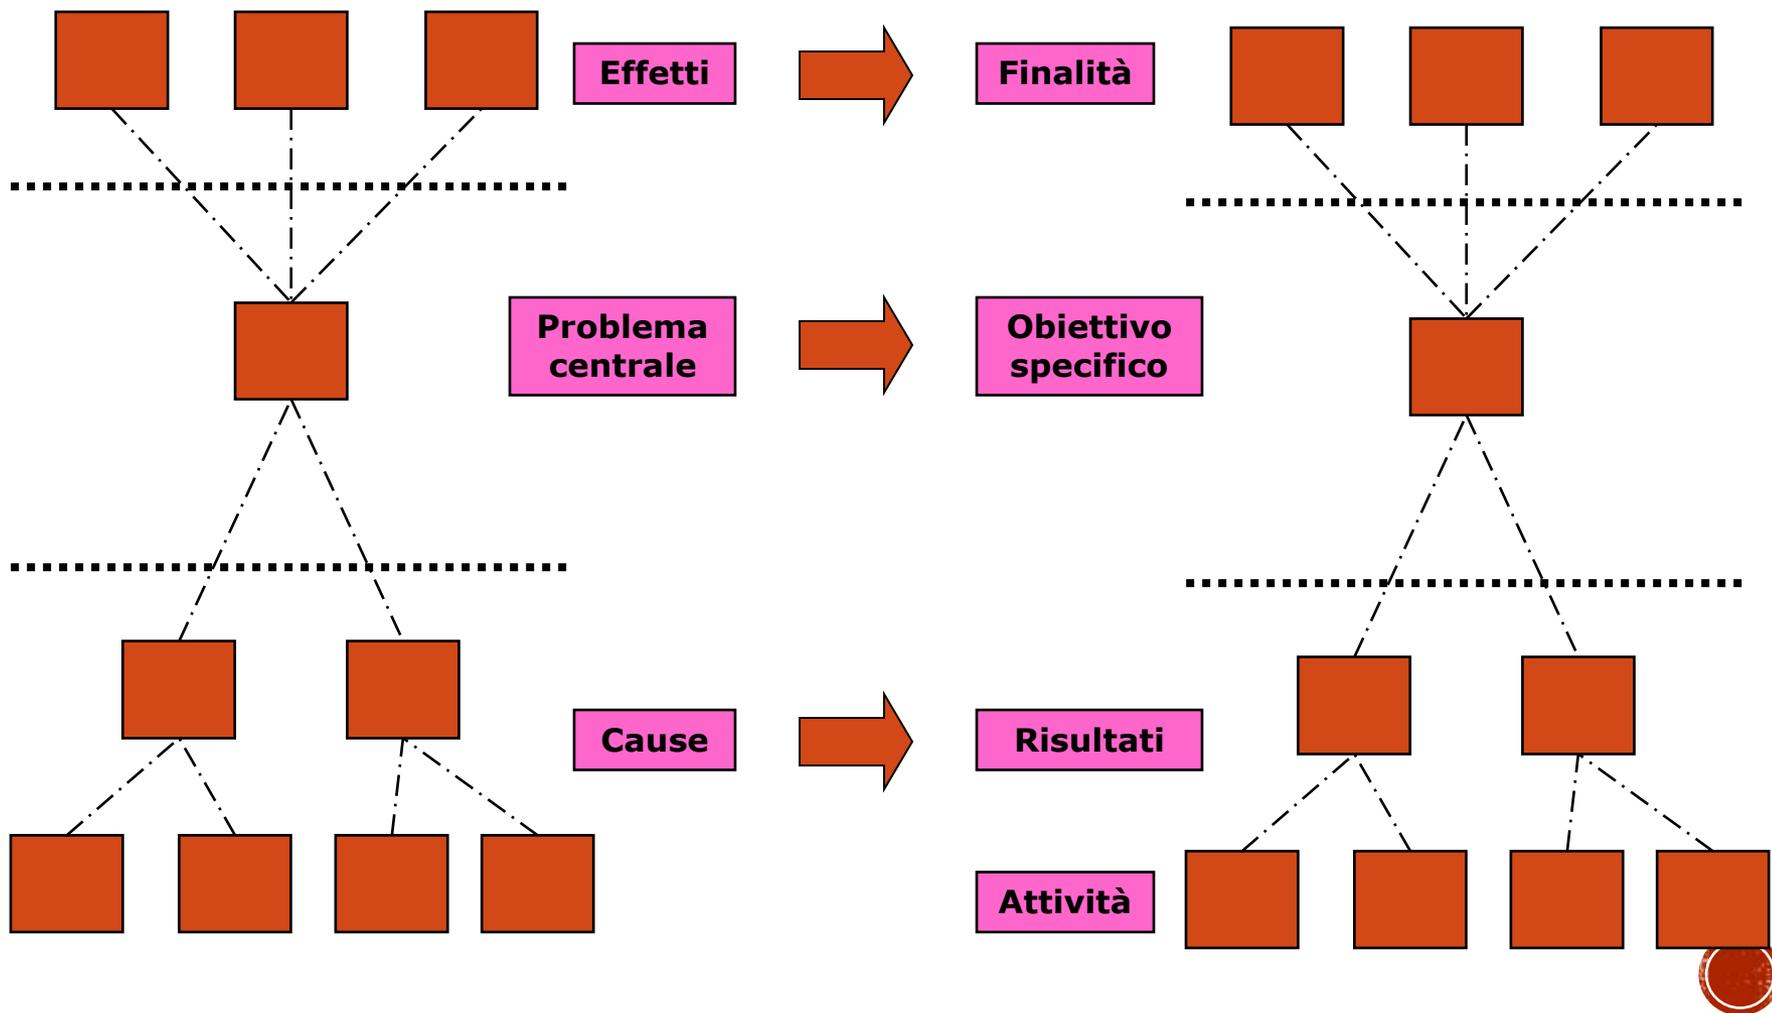 Effetti
Finalità
Problema
centrale
Obiettivo
specifico
Cause
Risultati
Attività